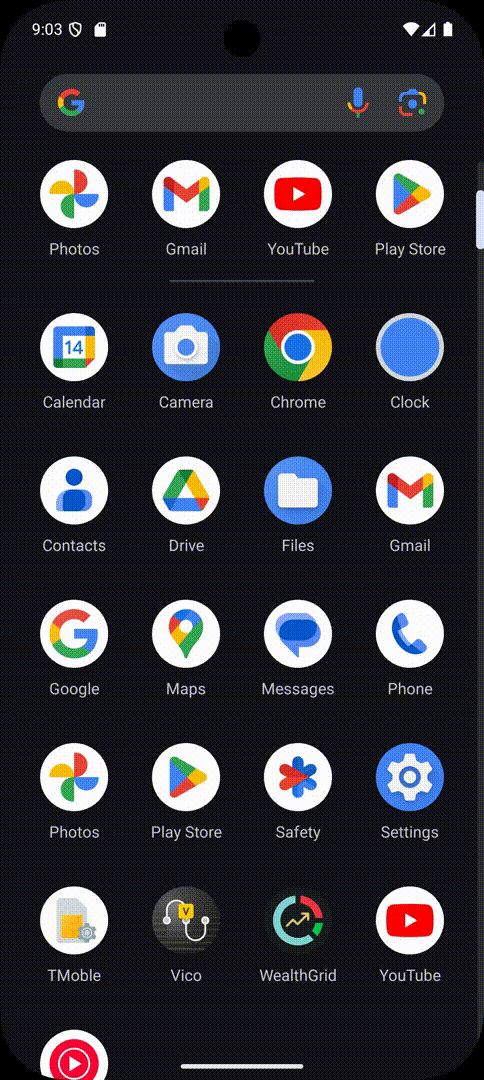 9:03
Photos Gmail YouTube Play Store
14
Calendar Camera Chrome Clock
Contacts Drive Files Gmail
Google Maps Messages Phone
Photos Play Store Safety Settings
V
TMoble Vico WealthGrid YouTube